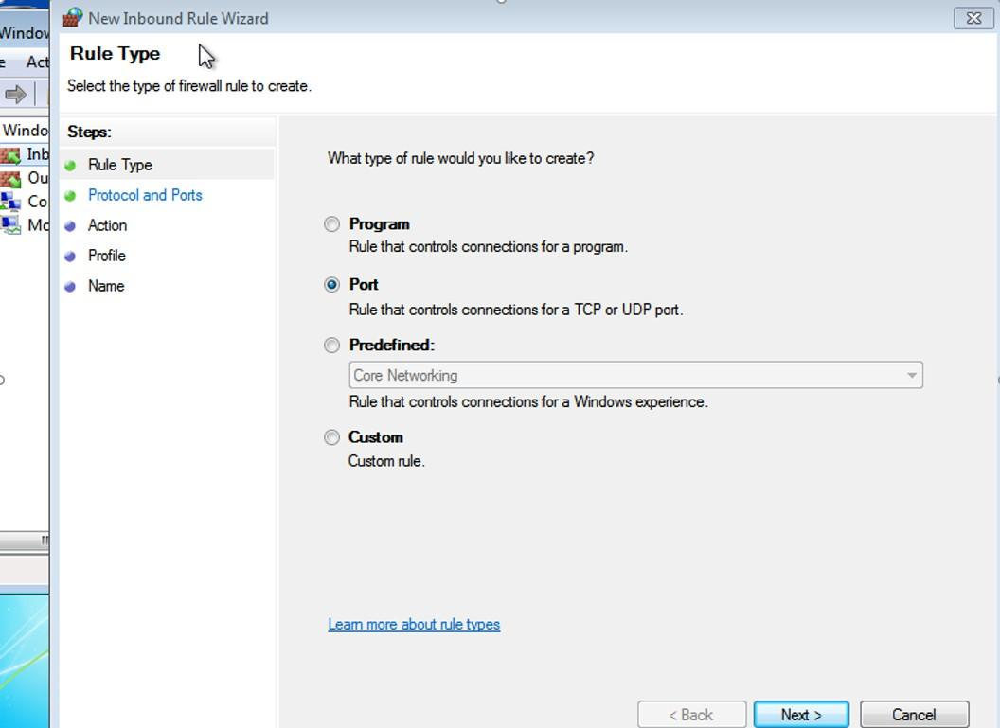 New Inbound Rule Wizard
Rule Type
Select the type of firewall rule to create.
Steps:
Rule Type
Protocol and Ports
Action
Profile
Name
What type of rule would you like to create?
Program
Rule that controls connections for a program.
Port
Rule that controls connections for a TCP or UDP port.
Predefined:
Core Networking
Rule that controls connections for a Windows experience.
Custom
Custom rule.
Learn more about rule types
< Back
Next >
Cancel
Window
e Act
Windo
Inb
Ou
Co
Mo